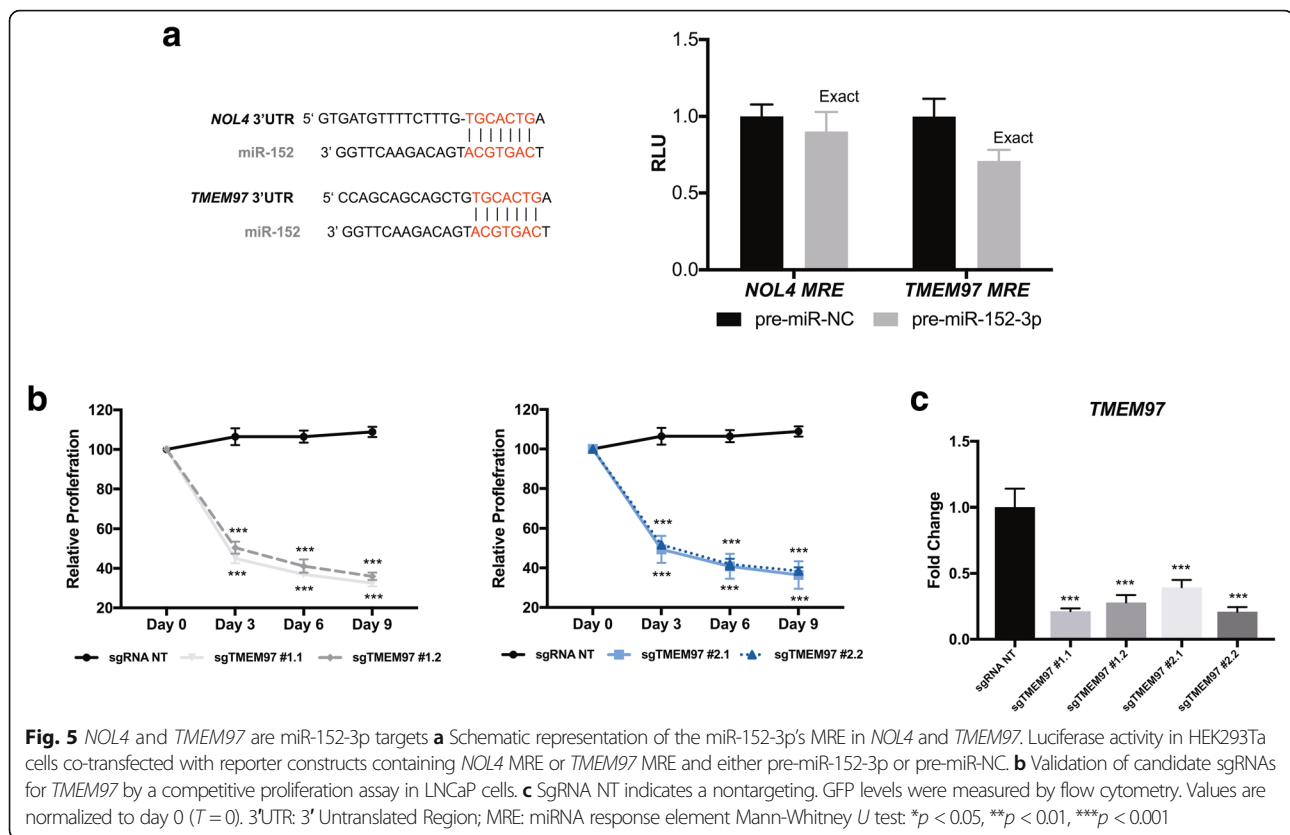 a
NOL4 3'UTR 5' GTGATGTTTTCTTTG-TGCACTGA
miR-152 3' GGTTCAAGACAGTACGTGACT
TMEM97 3'UTR 5' CCAGCAGCAGCTGTGCACTGA
miR-152 3' GGTTCAAGACAGTACGTGACT
RLU
1.5
1.0
0.5
0.0
Exact
Exact
NOL4 MRE
TMEM97 MRE
pre-miR-NC
pre-miR-152-3p
b
Relative Proflefration
120
100
80
60
40
20
***
***
***
***
***
***
Day 0
Day 3
Day 6
Day 9
sgRNA NT
sgTMEM97 #1.1
sgTMEM97 #1.2
Relative Proflefration
120
100
80
60
40
20
***
***
***
***
***
***
Day 0
Day 3
Day 6
Day 9
sgRNA NT
sgTMEM97 #2.1
sgTMEM97 #2.2
c
TMEM97
Fold Change
1.5
1.0
0.5
0.0
***
***
***
***
sgRNA NT
sgTMEM97 #1.1
sgTMEM97 #1.2
sgTMEM97 #2.1
sgTMEM97 #2.2
Fig. 5 NOL4 and TMEM97 are miR-152-3p targets a Schematic representation of the miR-152-3p's MRE in NOL4 and TMEM97. Luciferase activity in HEK293Ta
cells co-transfected with reporter constructs containing NOL4 MRE or TMEM97 MRE and either pre-miR-152-3p or pre-miR-NC. b Validation of candidate sgRNAs
for TMEM97 by a competitive proliferation assay in LNCaP cells. c SgRNA NT indicates a nontargeting. GFP levels were measured by flow cytometry. Values are
normalized to day 0 (T = 0). 3′UTR: 3′ Untranslated Region; MRE: miRNA response element Mann-Whitney U test: *p < 0.05, **p < 0.01, ***p < 0.001